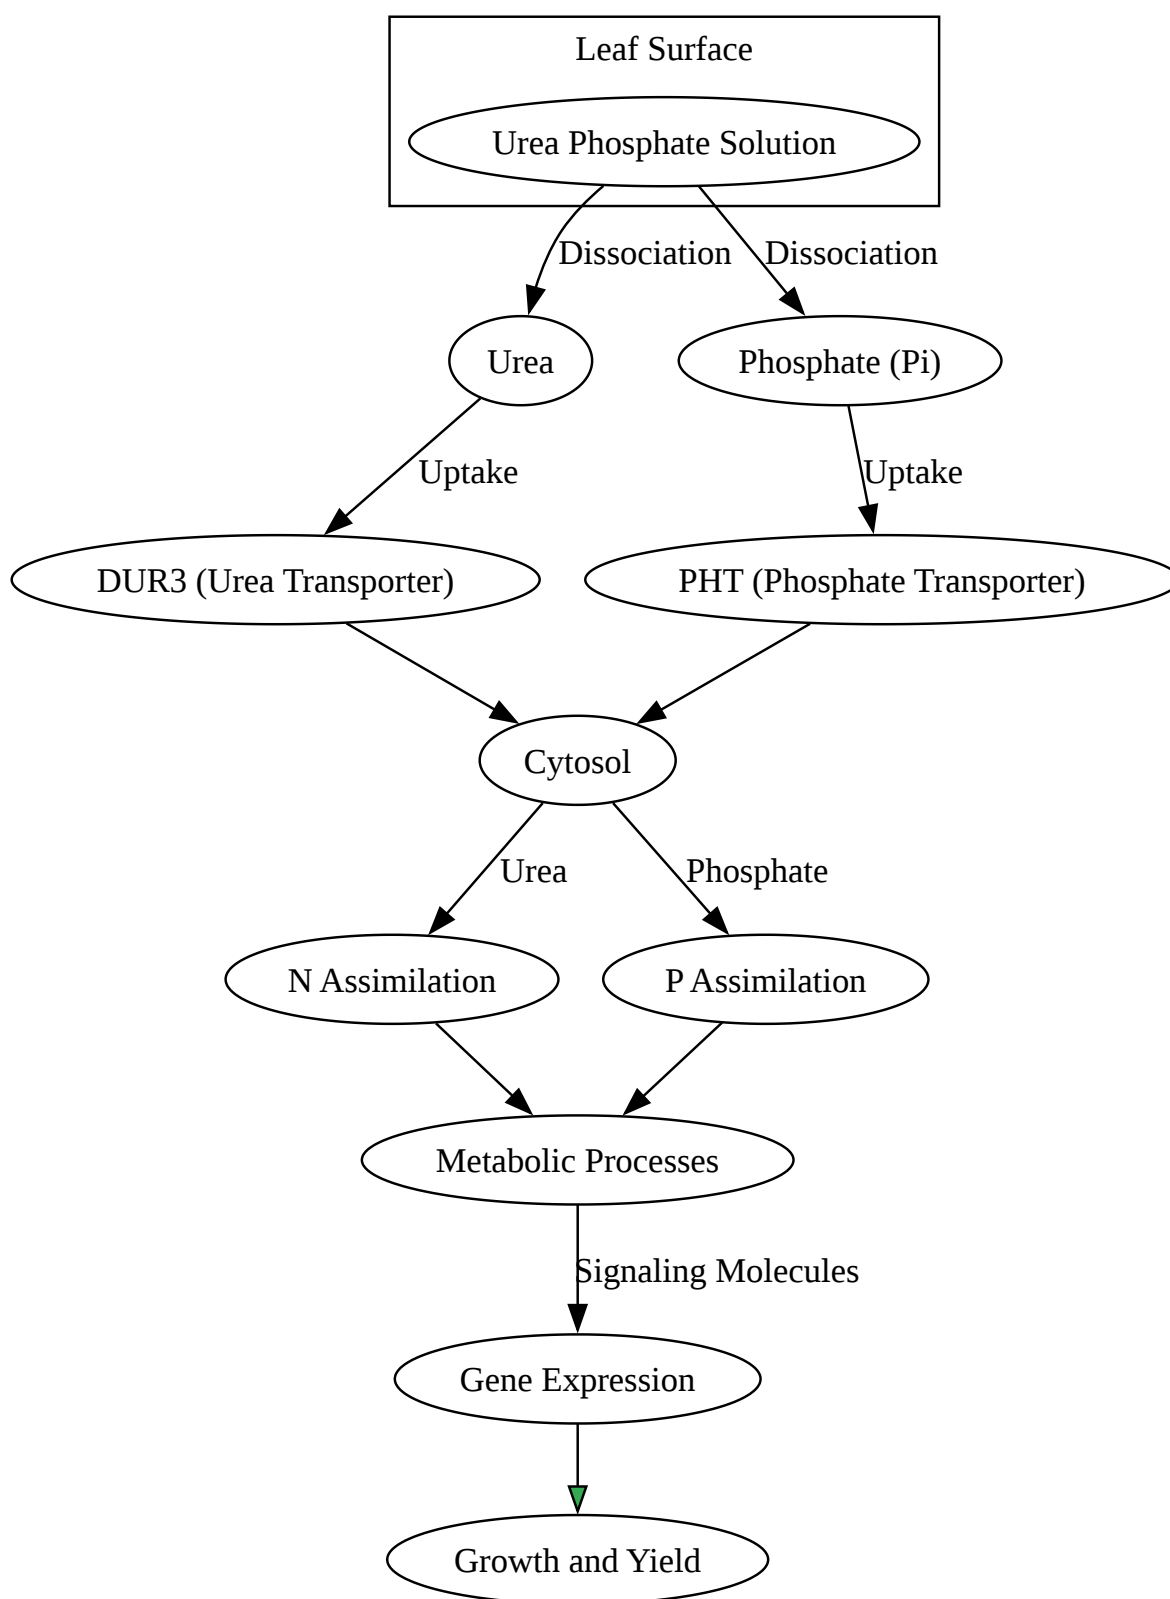 Leaf Surface
Urea Phosphate Solution
Dissociation
Dissociation
Urea
Phosphate (Pi)
Uptake
Uptake
DUR3 (Urea Transporter)
PHT (Phosphate Transporter)
Cytosol
Urea
Phosphate
N Assimilation
P Assimilation
Metabolic Processes
Signaling Molecules
Gene Expression
Growth and Yield